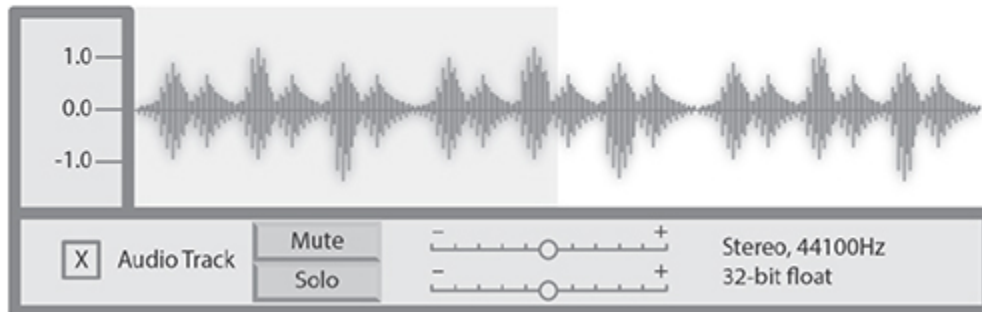 1.0
0.0
-1.0
X Audio Track
Mute
Solo
- +
- +
Stereo, 44100Hz
32-bit float